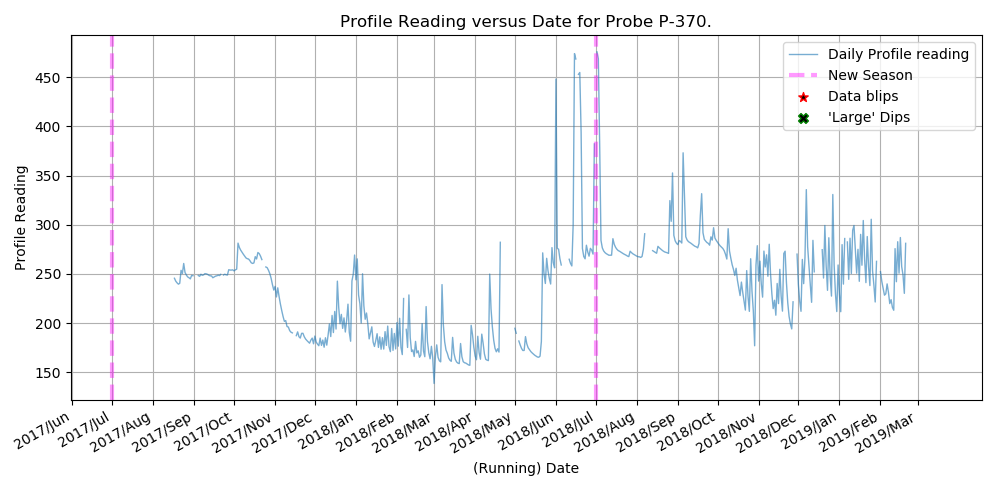 Profile Reading versus Date for Probe P-370.
Daily Profile reading
New Season
Data blips
'Large' Dips
Profile Reading
450
400
350
300
250
200
150
2017/Jun
2017/Jul
2017/Aug
2017/Sep
2017/Oct
2017/Nov
2017/Dec
2018/Jan
2018/Feb
2018/Mar
2018/Apr
2018/May
2018/Jun
2018/Jul
2018/Aug
2018/Sep
2018/Oct
2018/Nov
2018/Dec
2019/Jan
2019/Feb
2019/Mar
(Running) Date